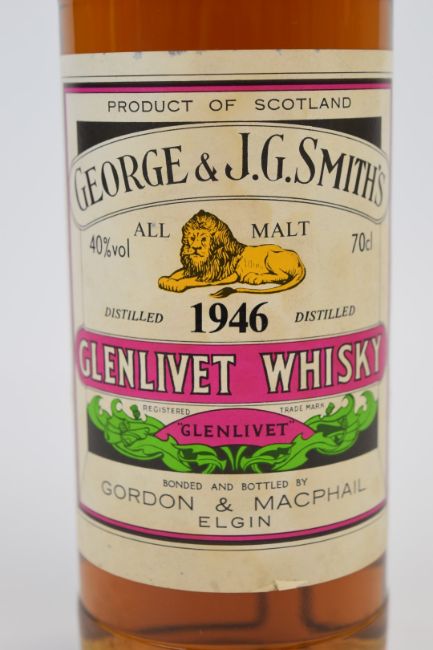 PRODUCT OF SCOTLAND
GEORGE & J.G. SMITH'S
ALL MALT
40%vol 70cl
DISTILLED 1946 DISTILLED
GLENLIVET WHISKY
REGISTERED TRADE MARK
"GLENLIVET"
BONDED AND BOTTLED BY
GORDON & MACPHAIL
ELGIN